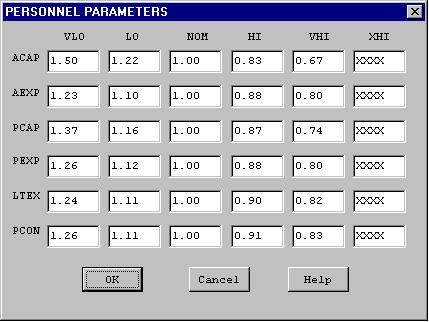 PERSONNEL PARAMETERS
VLO LO NOM HI VHI XHI
ACAP 1.50 1.22 1.00 0.83 0.67 XXXX
AEXP 1.23 1.10 1.00 0.88 0.80 XXXX
PCAP 1.37 1.16 1.00 0.87 0.74 XXXX
PEXP 1.26 1.12 1.00 0.88 0.80 XXXX
LTEX 1.24 1.11 1.00 0.90 0.82 XXXX
PCON 1.26 1.11 1.00 0.91 0.83 XXXX
OK Cancel Help